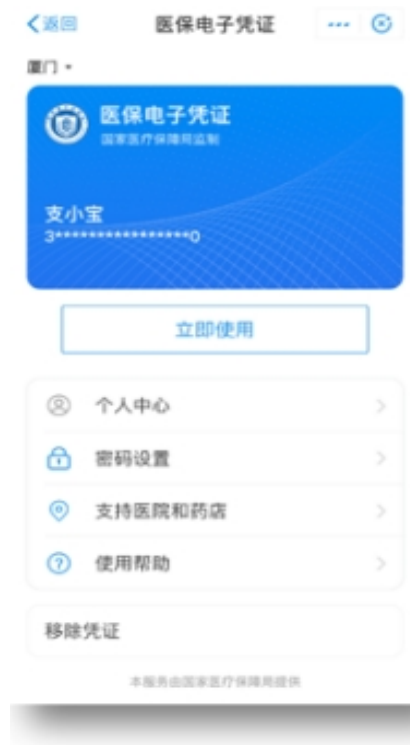 返回
医保电子凭证
厦门
医保电子凭证
国家医疗保障局监制
支小宝
3****************0
立即使用
个人中心
密码设置
支持医院和药店
使用帮助
移除凭证
本服务由国家医疗保障局提供